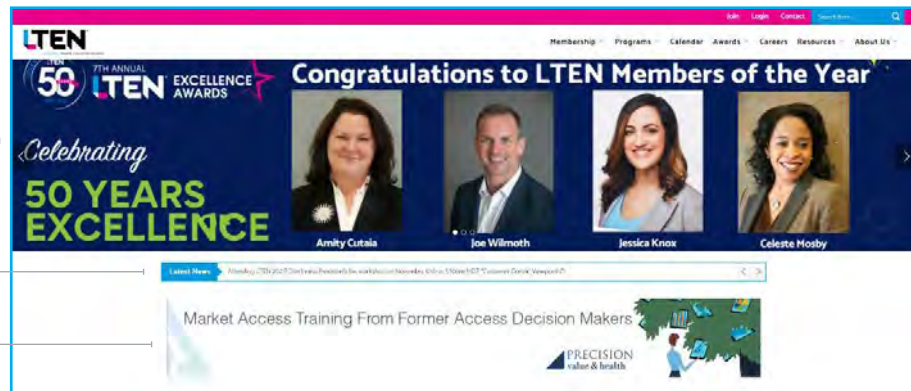 Join Login Contact
LTEN
Membership Programs Calendar Awards Careers Resources About Us
LTEN
50
7TH ANNUAL
LTEN EXCELLENCE
AWARDS
Congratulations to LTEN Members of the Year
Celebrating
50 YEARS
EXCELLENCE
Amity Cutaia Joe Wilmoth Jessica Knox Celeste Mosby
Latest News
Market Access Training From Former Access Decision Makers
PRECISION
value & health